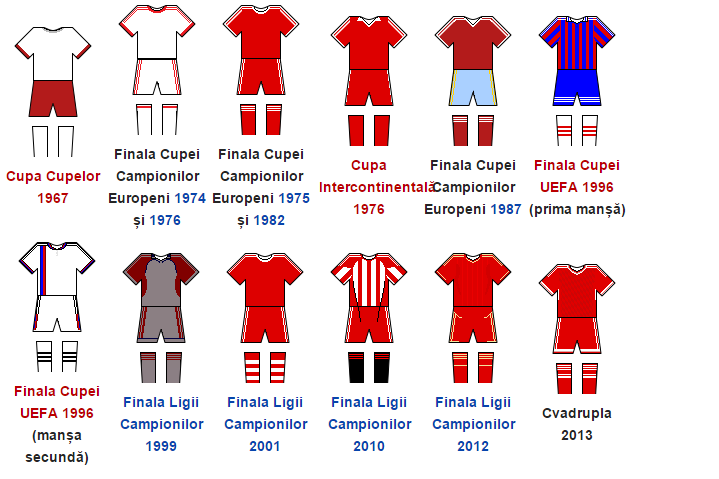 Cupa Cupelor
1967
Finala Cupei
Campionilor
Europeni 1974
și 1976
Finala Cupei
Campionilor
Europeni 1975
și 1982
Cupa
Intercontinentală
1976
Finala Cupei
Campionilor
Europeni 1987
Finala Cupei
UEFA 1996
(prima manșă)
Finala Cupei
UEFA 1996
(manșa
secundă)
Finala Ligii
Campionilor
1999
Finala Ligii
Campionilor
2001
Finala Ligii
Campionilor
2010
Finala Ligii
Campionilor
2012
Cvadrupla
2013